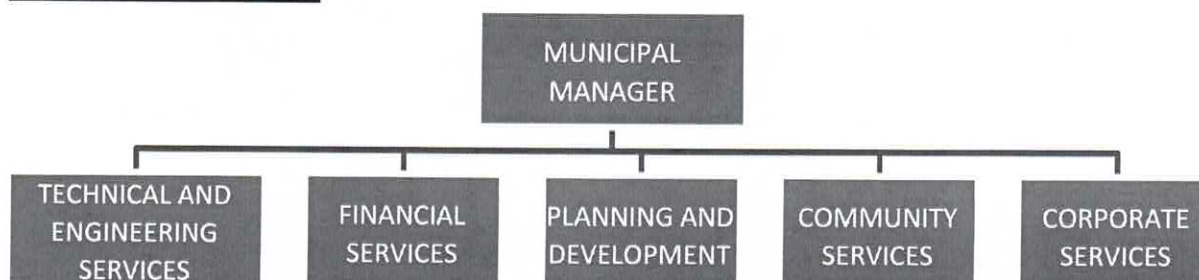 MUNICIPAL
MANAGER
TECHNICAL AND
ENGINEERING
SERVICES
FINANCIAL
SERVICES
PLANNING AND
DEVELOPMENT
COMMUNITY
SERVICES
CORPORATE
SERVICES